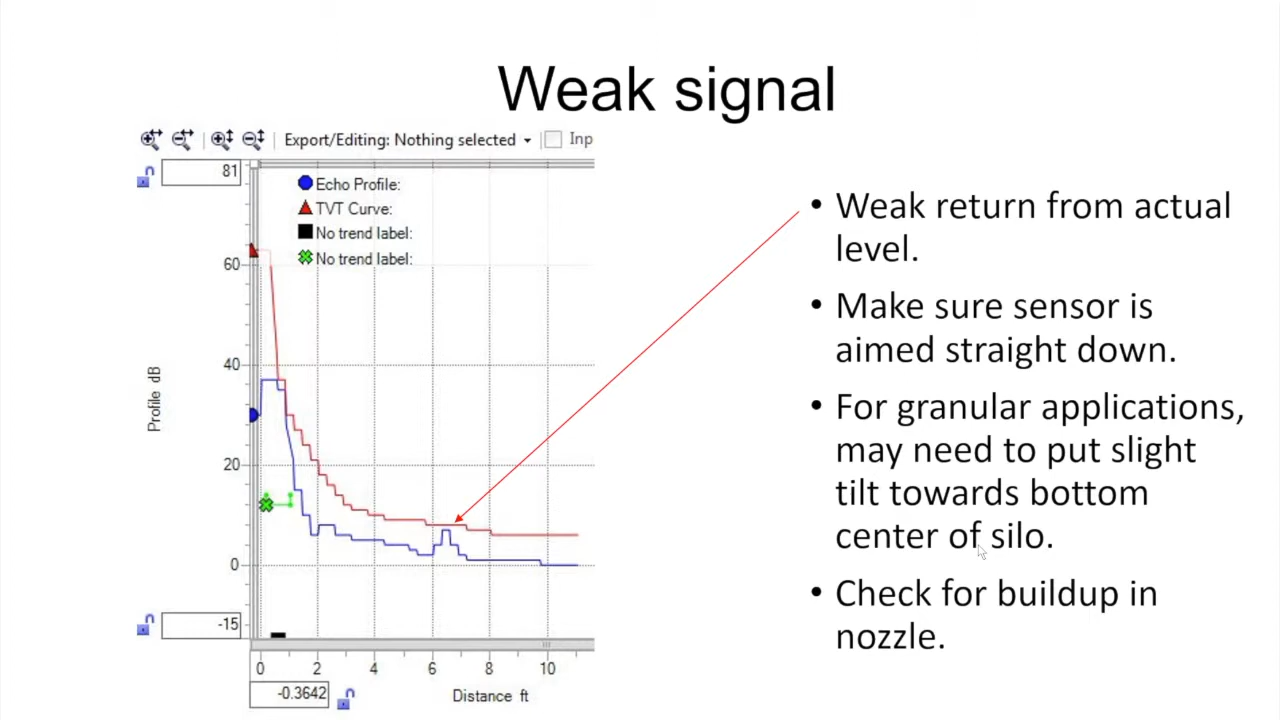 Weak signal
Export/Editing: Nothing selected
Inp
81
Echo Profile:
TVT Curve:
No trend label:
No trend label:
60
40
20
0
Profile dB
-15
0 2 4 6 8 10
-0.3642
Distance ft
• Weak return from actual
level.
• Make sure sensor is
aimed straight down.
• For granular applications,
may need to put slight
tilt towards bottom
center of silo.
• Check for buildup in
nozzle.